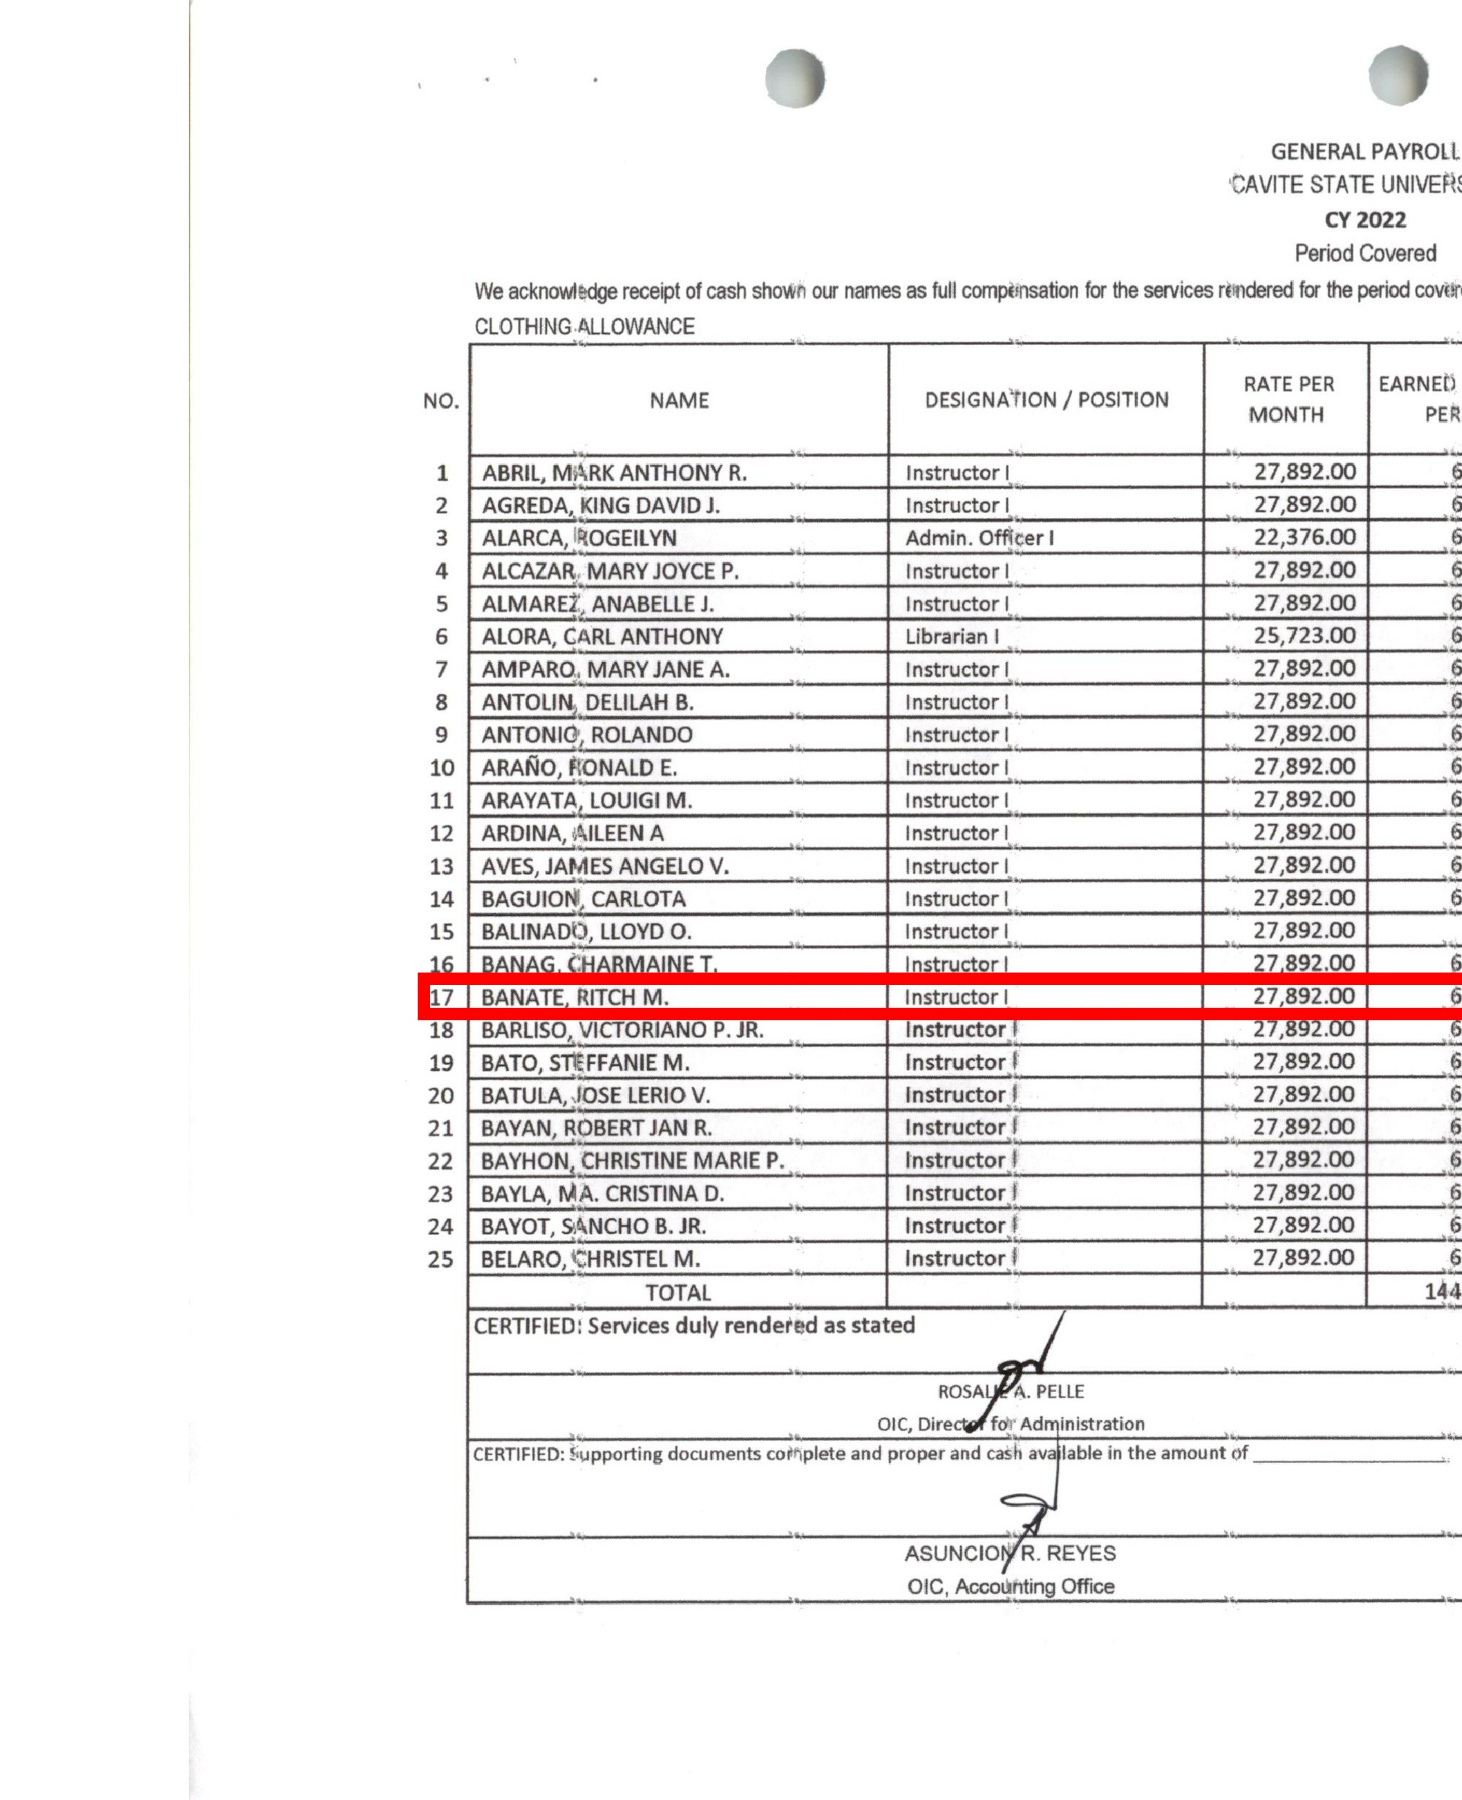 GENERAL PAYROLL
CAVITE STATE UNIVERS
CY 2022
Period Covered
We acknowledge receipt of cash shown our names as full compensation for the services rendered for the period cover
CLOTHING ALLOWANCE
NO. NAME DESIGNATION / POSITION RATE PER MONTH EARNED PER
1 ABRIL, MARK ANTHONY R. Instructor I 27,892.00 6
2 AGREDA, KING DAVID J. Instructor I 27,892.00 6
3 ALARCA, ROGEILYN Admin. Officer I 22,376.00 6
4 ALCAZAR, MARY JOYCE P. Instructor I 27,892.00 6
5 ALMAREZ, ANABELLE J. Instructor I 27,892.00 6
6 ALORA, CARL ANTHONY Librarian I 25,723.00 6
7 AMPARO, MARY JANE A. Instructor I 27,892.00 6
8 ANTOLIN, DELILAH B. Instructor I 27,892.00 6
9 ANTONIO, ROLANDO Instructor I 27,892.00 6
10 ARAÑO, RONALD E. Instructor I 27,892.00 6
11 ARAYATA, LOUIGI M. Instructor I 27,892.00 6
12 ARDINA, AILEEN A Instructor I 27,892.00 6
13 AVES, JAMES ANGELO V. Instructor I 27,892.00 6
14 BAGUION, CARLOTA Instructor I 27,892.00 6
15 BALINADO, LLOYD O. Instructor I 27,892.00
16 BANAG, CHARMAINE T. Instructor I 27,892.00 6
17 BANATE, RITCH M. Instructor I 27,892.00 6
18 BARLISO, VICTORIANO P. JR. Instructor I 27,892.00 6
19 BATO, STEFFANIE M. Instructor I 27,892.00 6
20 BATULA, JOSE LERIO V. Instructor I 27,892.00 6
21 BAYAN, ROBERT JAN R. Instructor I 27,892.00 6
22 BAYHON, CHRISTINE MARIE P. Instructor I 27,892.00 6
23 BAYLA, MA. CRISTINA D. Instructor I 27,892.00 6
24 BAYOT, SANCHO B. JR. Instructor I 27,892.00 6
25 BELARO, CHRISTEL M. Instructor I 27,892.00 6
TOTAL 144
CERTIFIED: Services duly rendered as stated
ROSALIE A. PELLE
OIC, Director for Administration
CERTIFIED: Supporting documents complete and proper and cash available in the amount of
ASUNCION R. REYES
OIC, Accounting Office